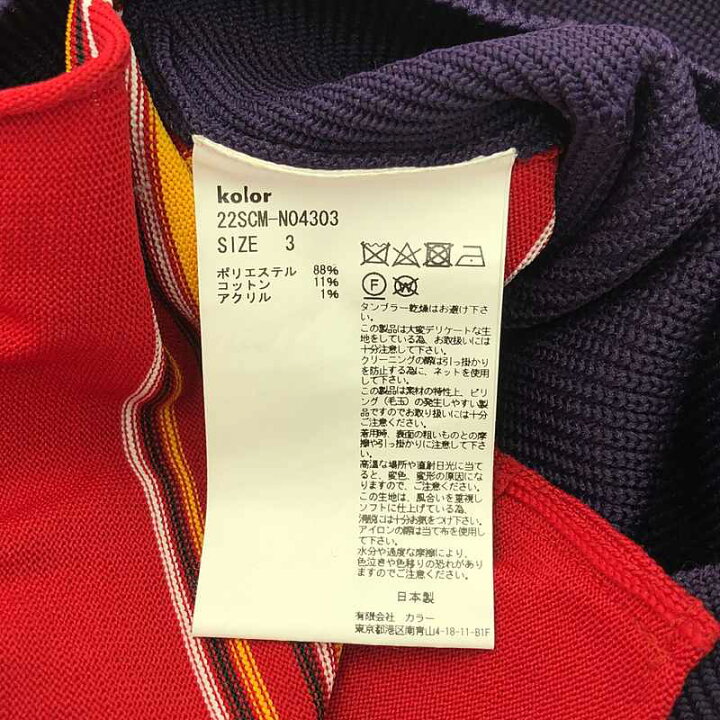 kolor
22SCM-N04303
SIZE 3
ポリエステル 88%
コットン 11%
アクリル 1%
F W
タンブラー乾燥はお避け下さい。
この製品は大変デリケートな生
地をしている為、お取扱いには
十分注意して下さい。
クリーニングの際は引っ掛かり
を防止する為に、ネットを使用
して下さい。
この製品は素材の特性上、ピリ
ング(毛玉)の発生しやすい製
品ですのでお取り扱いには十分
ご注意ください。
着用時、表面の粗いものとの摩
擦や引っ掛かりに注意して下さ
い。
高温な場所や直射日光に当て
ると、変色、変形の原因にな
りますので、ご注意ください。
この生地は、風合いを重視し
ソフトに仕上げている為、
滑脱には十分お気をつけ下さい。
アイロンの際は当て布を使用し
て下さい。
水分や過度な摩擦により、
色泣きや色移りの恐れがあり
ますのでご注意ください。
日本製
有限会社 カラー
東京都港区南青山4-18-11-B1F